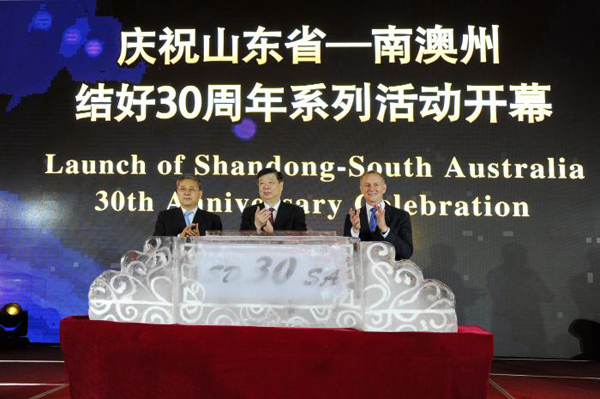 庆祝山东省—南澳州
结好30周年系列活动开幕
Launch of Shandong-South Australia
30th Anniversary Celebration
SD 30 SA